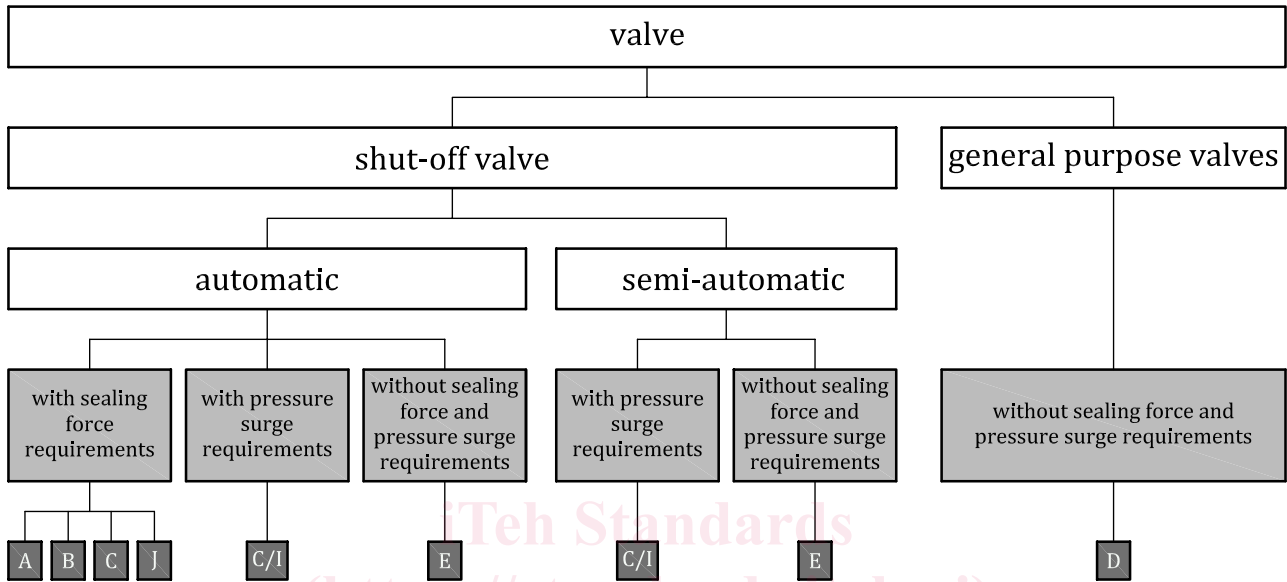 valve
shut-off valve
general purpose valves
automatic
semi-automatic
with sealing
force
requirements
with pressure
surge
requirements
without sealing
force and
pressure surge
requirements
with pressure
surge
requirements
without sealing
force and
pressure surge
requirements
without sealing force and
pressure surge requirements
iTeh Standards
A B C J C/I E C/I E D